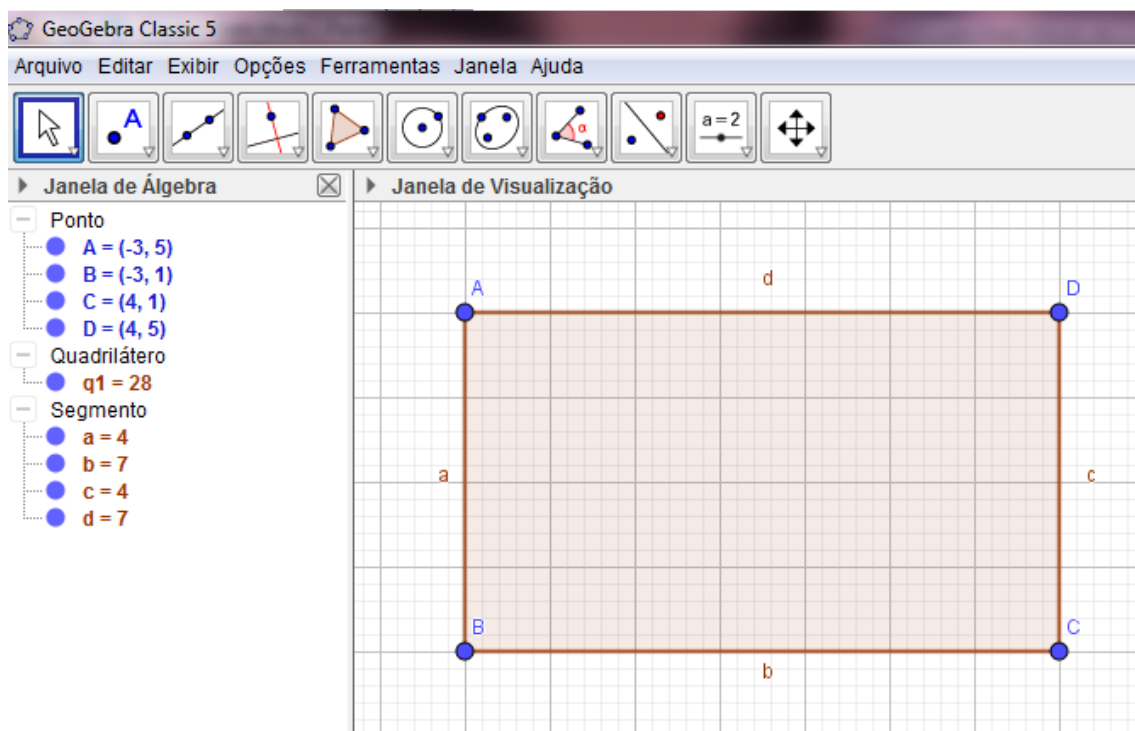 GeoGebra Classic 5
Arquivo Editar Exibir Opções Ferramentas Janela Ajuda
A
α
a=2
Janela de Álgebra
Ponto
A = (-3, 5)
B = (-3, 1)
C = (4, 1)
D = (4, 5)
Quadrilátero
q1 = 28
Segmento
a = 4
b = 7
c = 4
d = 7
Janela de Visualização
d
A
D
a
c
B
C
b